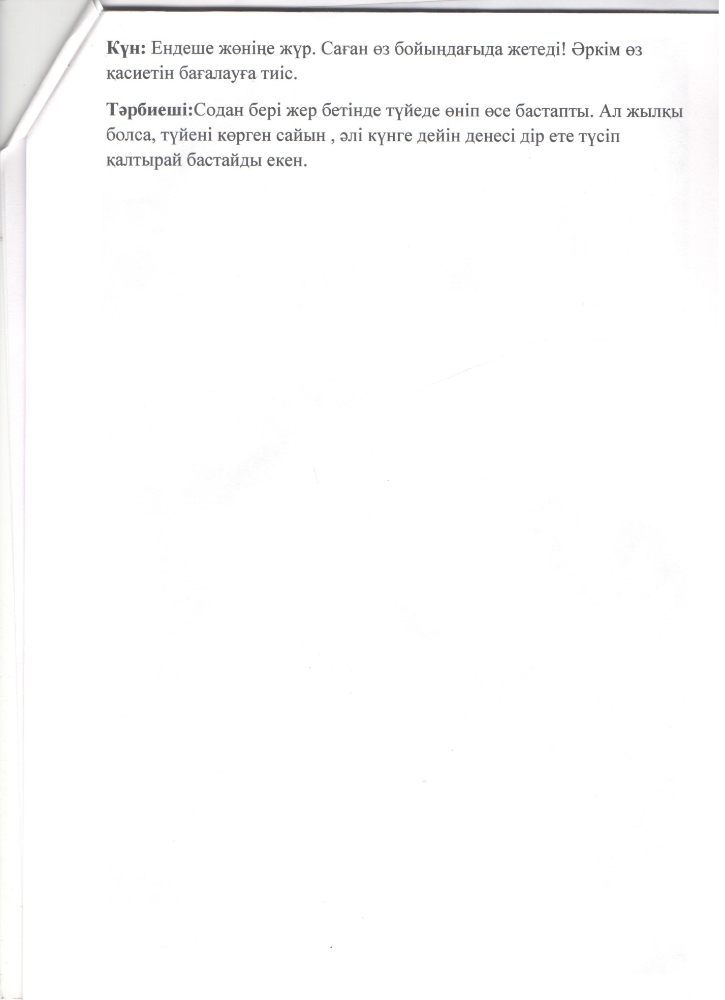 Күн: Ендеше жөніңе жүр. Саған өз бойыңдағыда жетеді! Әркім өз
қасиетін бағалауға тиіс.
Тәрбиеші:Содан бері жер бетінде түйеде өніп өсе бастапты. Ал жылқы
болса, түйені көрген сайын , әлі күнге дейін денесі дір ете түсіп
қалтырай бастайды екен.